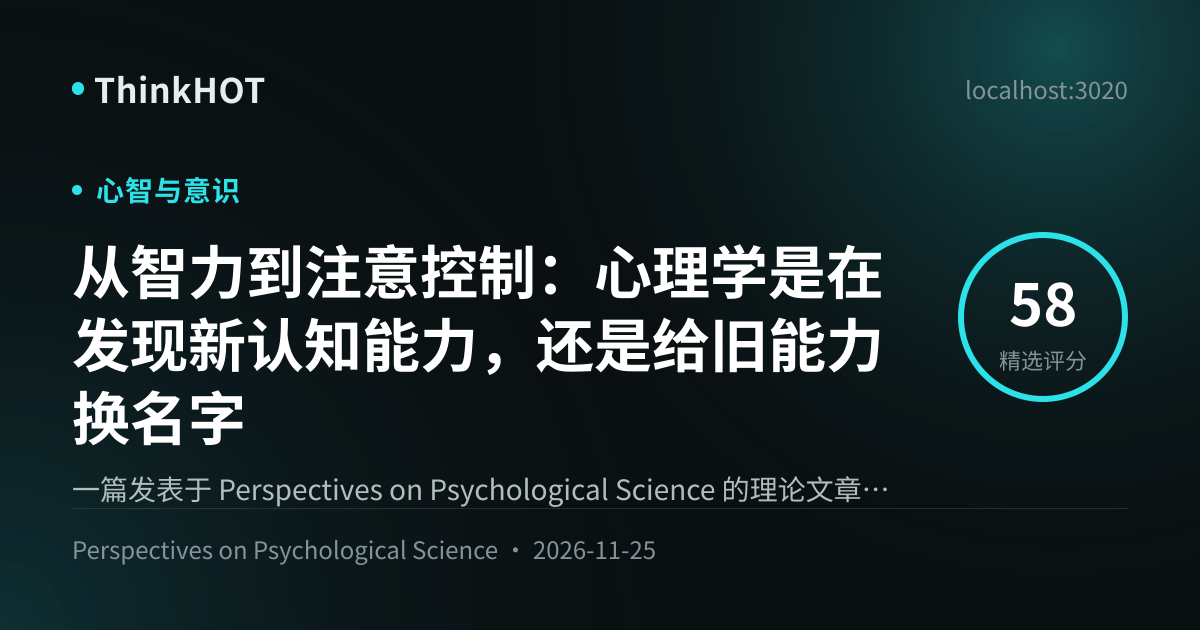 ThinkHOT
localhost:3020
心智与意识
从智力到注意控制：心理学是在
发现新认知能力，还是给旧能力
换名字
58
精选评分
一篇发表于 Perspectives on Psychological Science 的理论文章…
Perspectives on Psychological Science • 2026-11-25